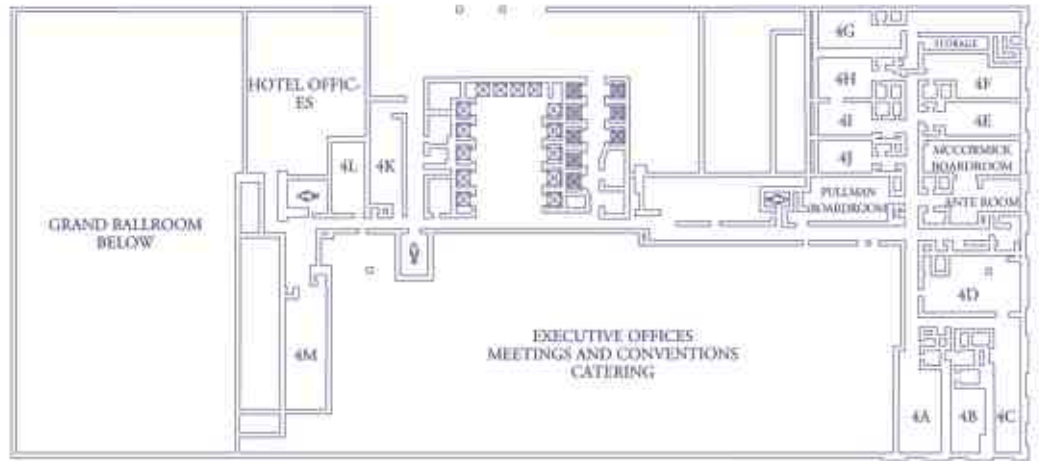 4G
STORAGE
HOTEL OFFIC-
ES
4H
4F
4I
4E
4L
4K
4J
MCCORMICK
BOARDROOM
PULLMAN
BOARDROOM
ANTE ROOM
GRAND BALLROOM
BELOW
4D
EXECUTIVE OFFICES
MEETINGS AND CONVENTIONS
CATERING
4M
4A
4B
4C